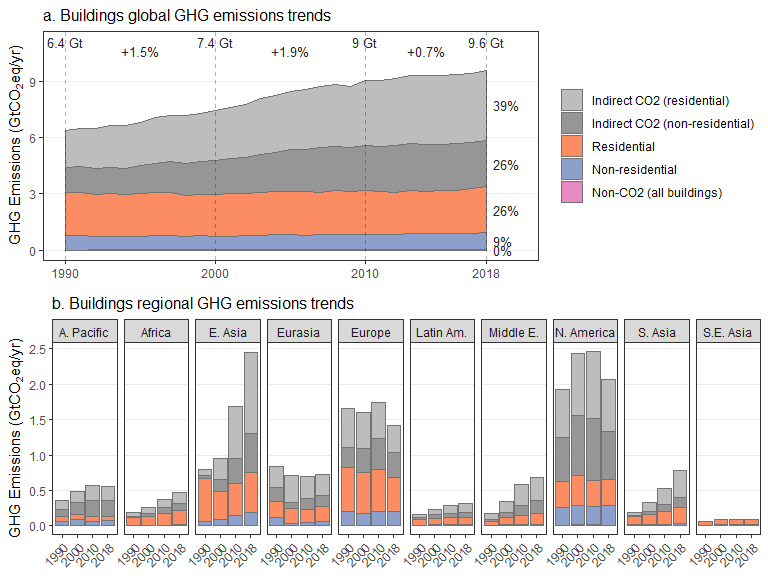 a. Buildings global GHG emissions trends
GHG Emissions (GtCO2eq/yr)
6.4 Gt
7.4 Gt
9 Gt
9.6 Gt
+1.5%
+1.9%
+0.7%
9
6
3
0
39%
26%
26%
9%
0%
1990
2000
2010
2018
Indirect CO2 (residential)
Indirect CO2 (non-residential)
Residential
Non-residential
Non-CO2 (all buildings)
b. Buildings regional GHG emissions trends
GHG Emissions (GtCO2eq/yr)
A. Pacific
Africa
E. Asia
Eurasia
Europe
Latin Am.
Middle E.
N. America
S. Asia
S.E. Asia
2.5
2.0
1.5
1.0
0.5
0.0
1990 2000 2010 2018
1990 2000 2010 2018
1990 2000 2010 2018
1990 2000 2010 2018
1990 2000 2010 2018
1990 2000 2010 2018
1990 2000 2010 2018
1990 2000 2010 2018
1990 2000 2010 2018
1990 2000 2010 2018